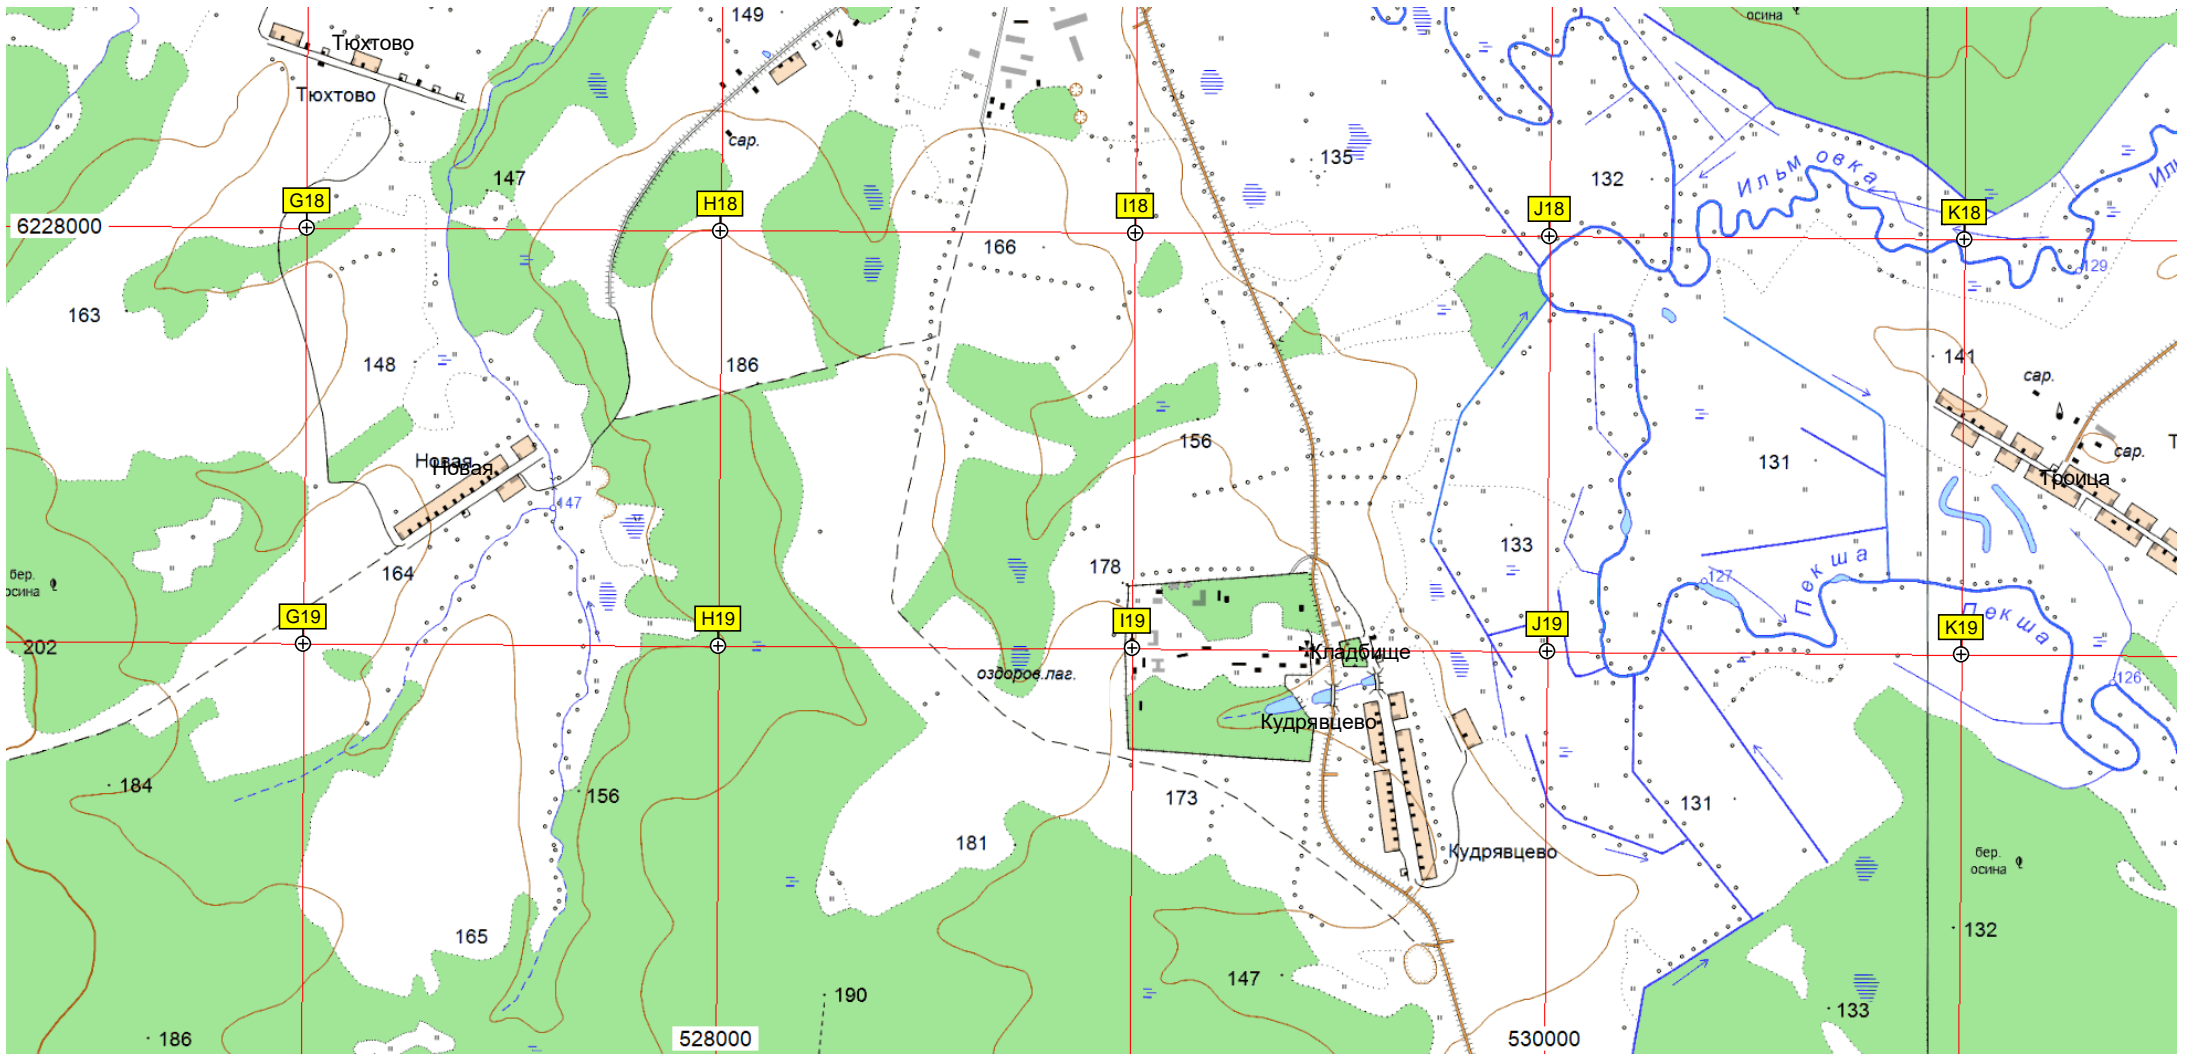 149
осина
Тюхтово
Тюхтово
сар.
135
147
132
Ильмовка
Ил
G18
H18
I18
J18
K18
6228000
166
129
163
148
186
141
сар.
156
Новая
Новая
131
сар.
Т
Троица
147
133
178
164
бер.
осина
127
Пекша
Пекша
G19
H19
I19
J19
K19
202
Кладбище
оздоров.лаг.
126
Кудрявцево
184
156
173
131
181
Кудрявцево
бер.
осина
165
132
147
190
133
186
528000
530000